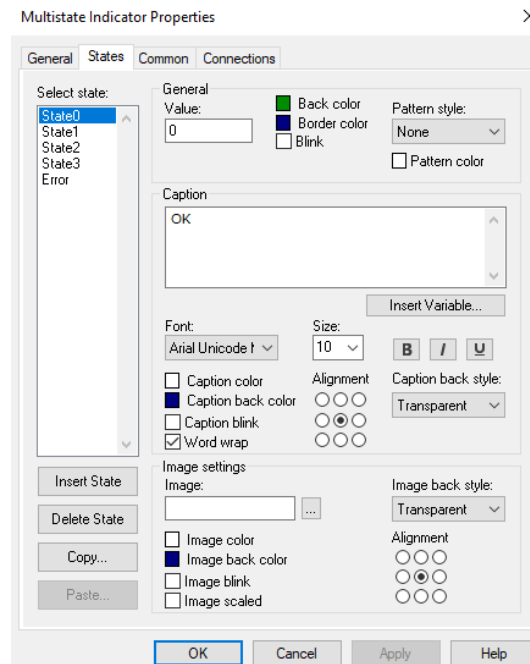 Multistate Indicator Properties
General States Common Connections
Select state:
State0
State1
State2
State3
Error
Insert State
Delete State
Copy...
Paste...
General
Value:
0
Back color
Border color
Blink
Pattern style:
None
Pattern color
Caption
OK
Insert Variable...
Font:
Arial Unicode
Size:
10
B I U
Caption color
Caption back color
Caption blink
Word wrap
Alignment
Caption back style:
Transparent
Image settings
Image:
...
Image color
Image back color
Image blink
Image scaled
Image back style:
Transparent
Alignment
OK Cancel Apply Help